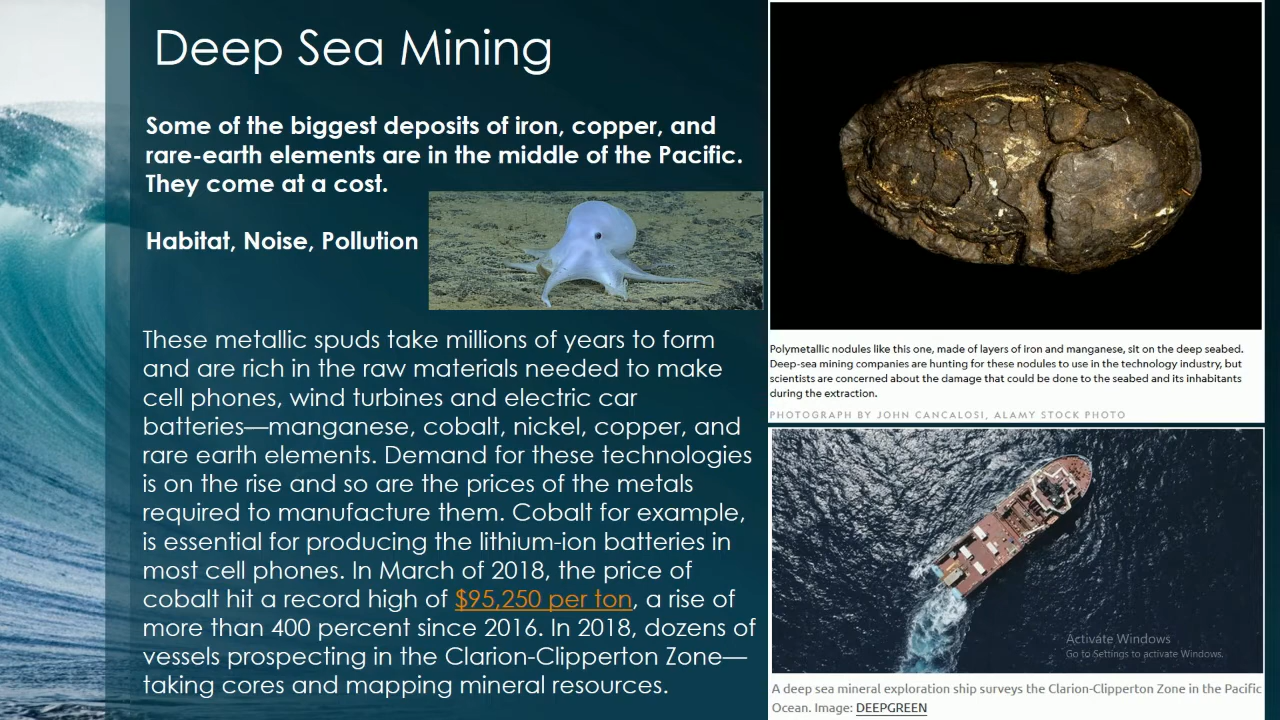 Deep Sea Mining
Some of the biggest deposits of iron, copper, and
rare-earth elements are in the middle of the Pacific.
They come at a cost.
Habitat, Noise, Pollution
These metallic spuds take millions of years to form
and are rich in the raw materials needed to make
cell phones, wind turbines and electric car
batteries—manganese, cobalt, nickel, copper, and
rare earth elements. Demand for these technologies
is on the rise and so are the prices of the metals
required to manufacture them. Cobalt for example,
is essential for producing the lithium-ion batteries in
most cell phones. In March of 2018, the price of
cobalt hit a record high of $95,250 per ton, a rise of
more than 400 percent since 2016. In 2018, dozens of
vessels prospecting in the Clarion-Clipperton Zone—
taking cores and mapping mineral resources.
Polymetallic nodules like this one, made of layers of iron and manganese, sit on the deep seabed.
Deep-sea mining companies are hunting for these nodules to use in the technology industry, but
scientists are concerned about the damage that could be done to the seabed and its inhabitants
during the extraction.
PHOTOGRAPH BY JOHN CANCALOSI, ALAMY STOCK PHOTO
Activate Windows
Go to Settings to activate Windows.
A deep sea mineral exploration ship surveys the Clarion-Clipperton Zone in the Pacific
Ocean. Image: DEEPGREEN